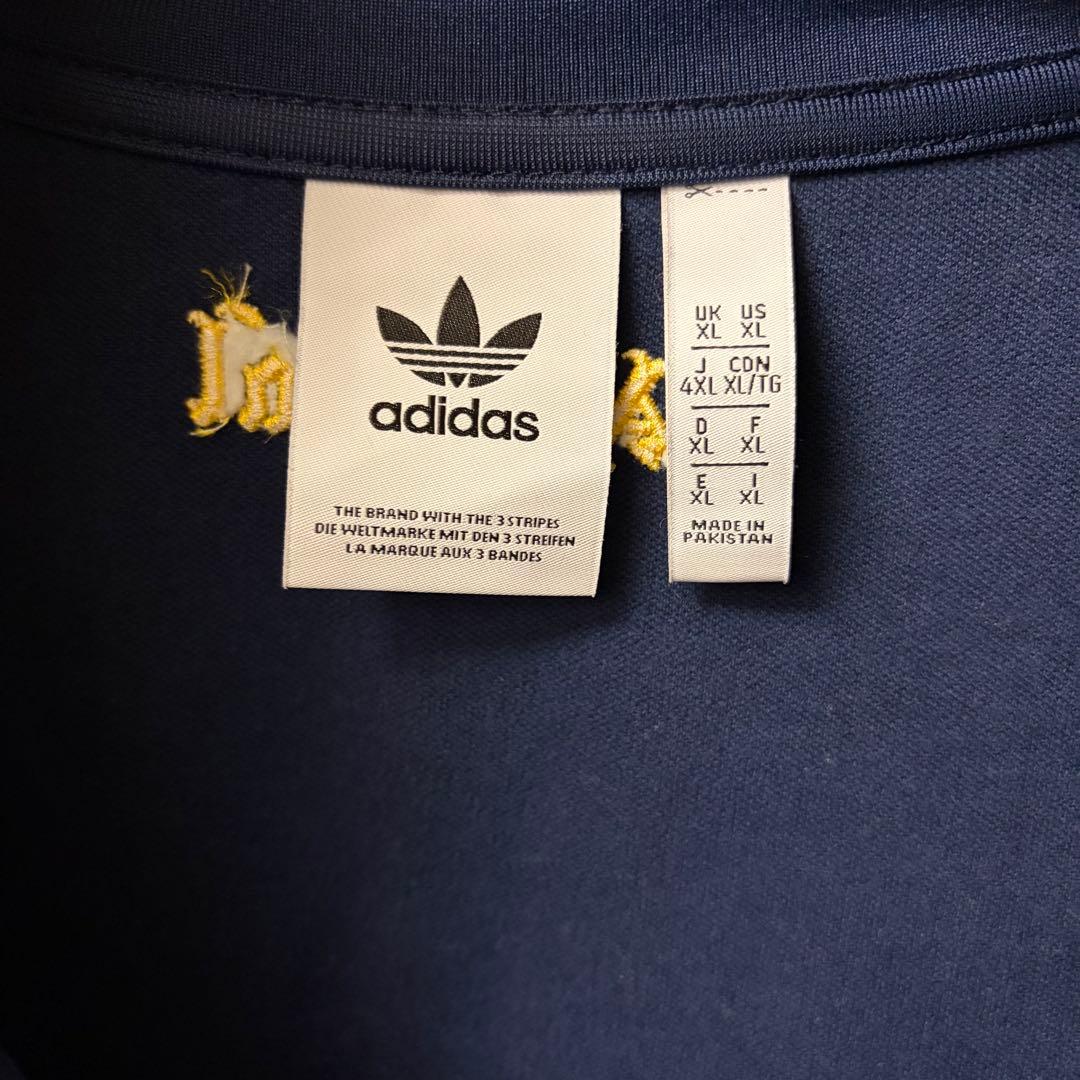 adidas
THE BRAND WITH THE 3 STRIPES
DIE WELTMARKE MIT DEN 3 STREIFEN
LA MARQUE AUX 3 BANDES
UK US
XL XL
J CDN
4XL XL/TG
D F
XL XL
E I
XL XL
MADE IN
PAKISTAN